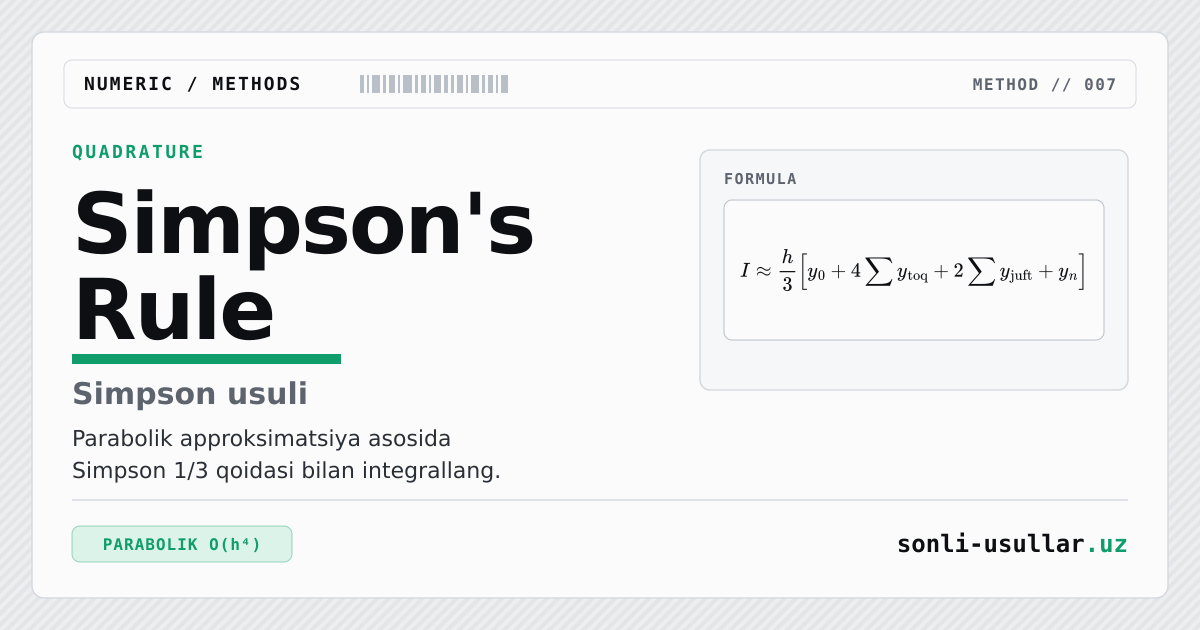 NUMERIC / METHODS
METHOD // 007
QUADRATURE
Simpson's
Rule
Simpson usuli
Parabolik approksimatsiya asosida
Simpson 1/3 qoidasi bilan integrallang.
FORMULA
I ≈ h/3 [y₀ + 4 ∑ y_toq + 2 ∑ y_juft + yₙ]
PARABOLIK O(h⁴)
sonli-usullar.uz